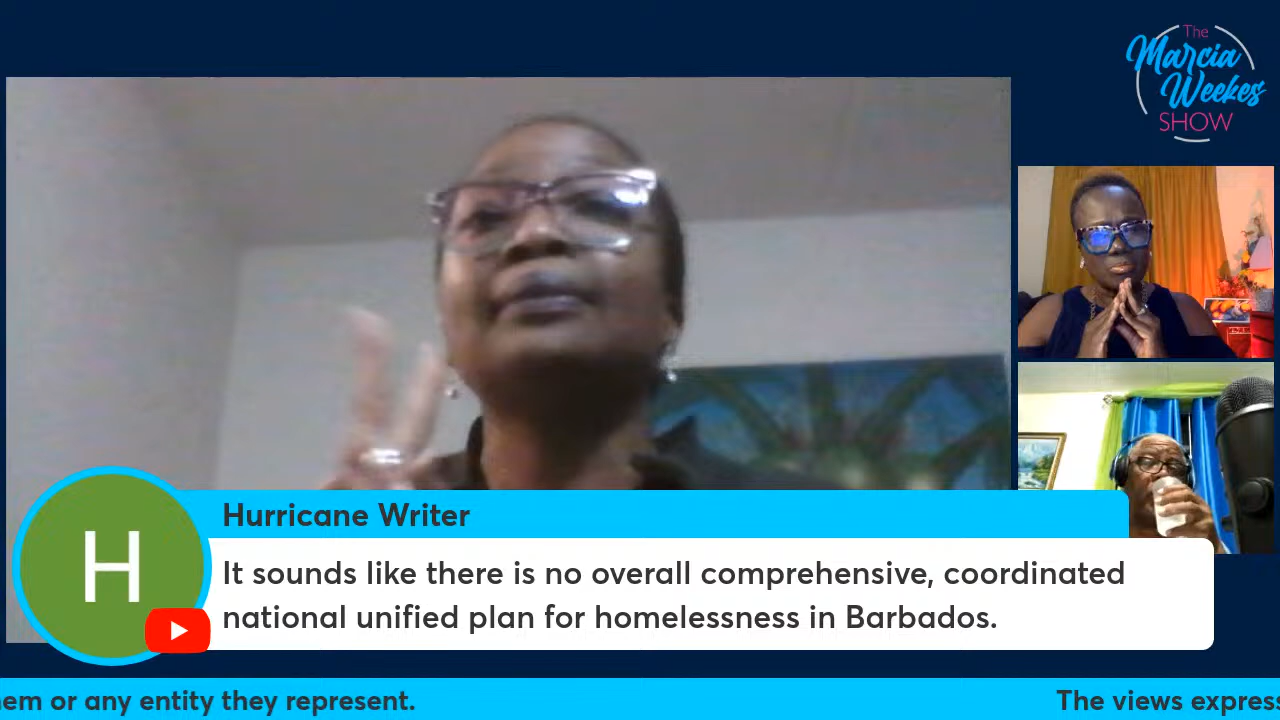 The
Marcia
Weekes
SHOW
H
Hurricane Writer
It sounds like there is no overall comprehensive, coordinated
national unified plan for homelessness in Barbados.
em or any entity they represent. The views express